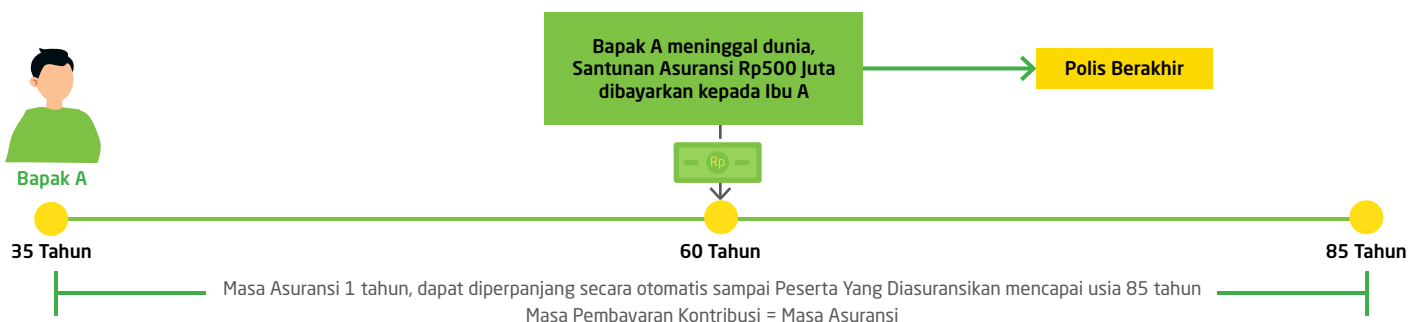 Bapak A meninggal dunia,
Santunan Asuransi Rp500 Juta
dibayarkan kepada Ibu A
Polis Berakhir
Rp
Bapak A
35 Tahun
60 Tahun
85 Tahun
Masa Asuransi 1 tahun, dapat diperpanjang secara otomatis sampai Peserta Yang Diasuransikan mencapai usia 85 tahun
Masa Pembayaran Kontribusi = Masa Asuransi